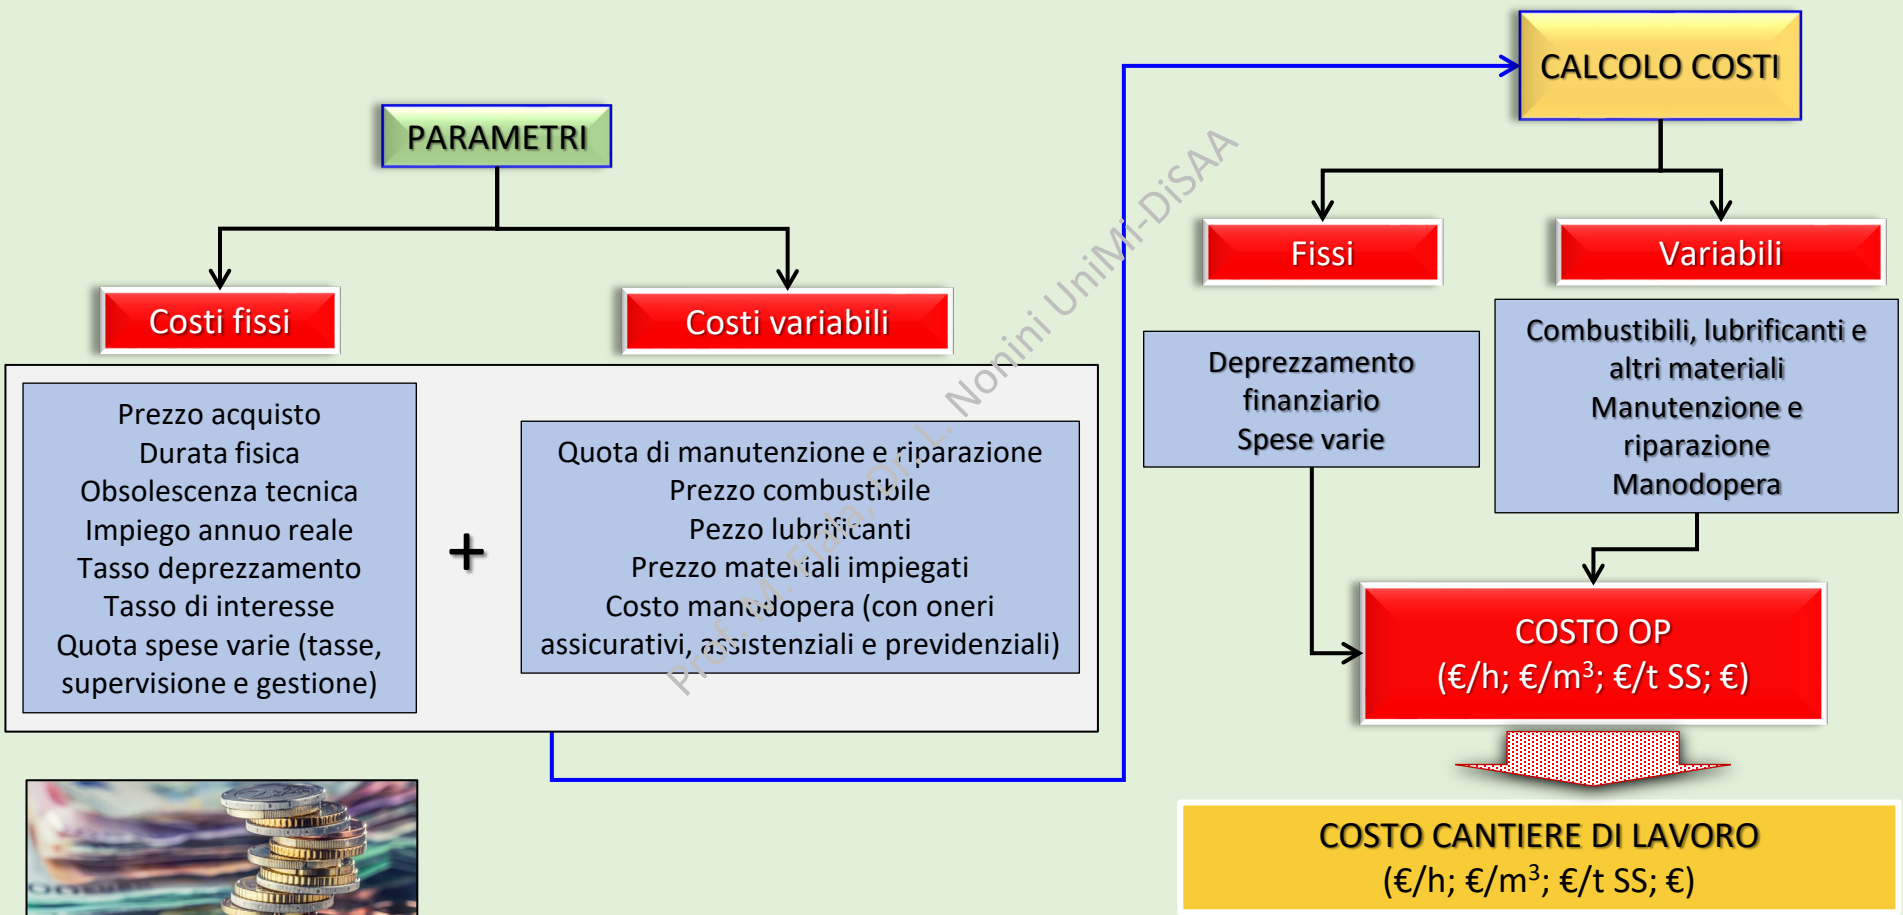 PARAMETRI
Costi fissi
Costi variabili
Prezzo acquisto
Durata fisica
Obsolescenza tecnica
Impiego annuo reale
Tasso deprezzamento
Tasso di interesse
Quota spese varie (tasse,
supervisione e gestione)
+
Quota di manutenzione e riparazione
Prezzo combustibile
Pezzo lubrificanti
Prezzo materiali impiegati
Costo manodopera (con oneri
assicurativi, assistenziali e previdenziali)
CALCOLO COSTI
Fissi
Variabili
Deprezzamento
finanziario
Spese varie
Combustibili, lubrificanti e
altri materiali
Manutenzione e
riparazione
Manodopera
COSTO OP
(€/h; €/m³; €/t SS; €)
COSTO CANTIERE DI LAVORO
(€/h; €/m³; €/t SS; €)
Prof. M. Fiala, Dr. L. Nonini UniMi-DiSAA